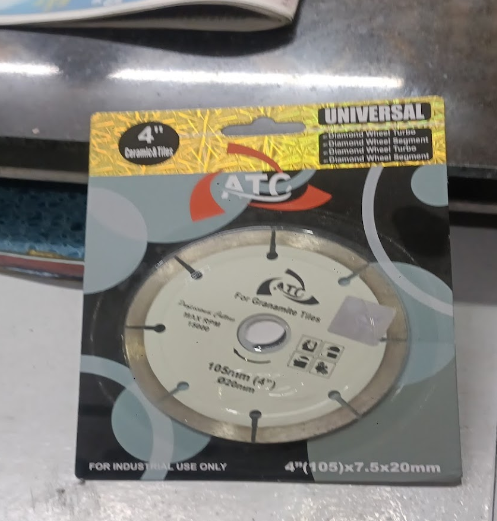 UNIVERSAL
4"
Ceramic& Tiles
Diamond Wheel Turbo
Diamond Wheel Segment
Diamond Wheel Turbo
Diamond Wheel Segment
ATC
ATC
For Granamite Tiles
MAX RPM
15000
105mm (4")
Ø20mm
FOR INDUSTRIAL USE ONLY
4"(105)x7.5x20mm